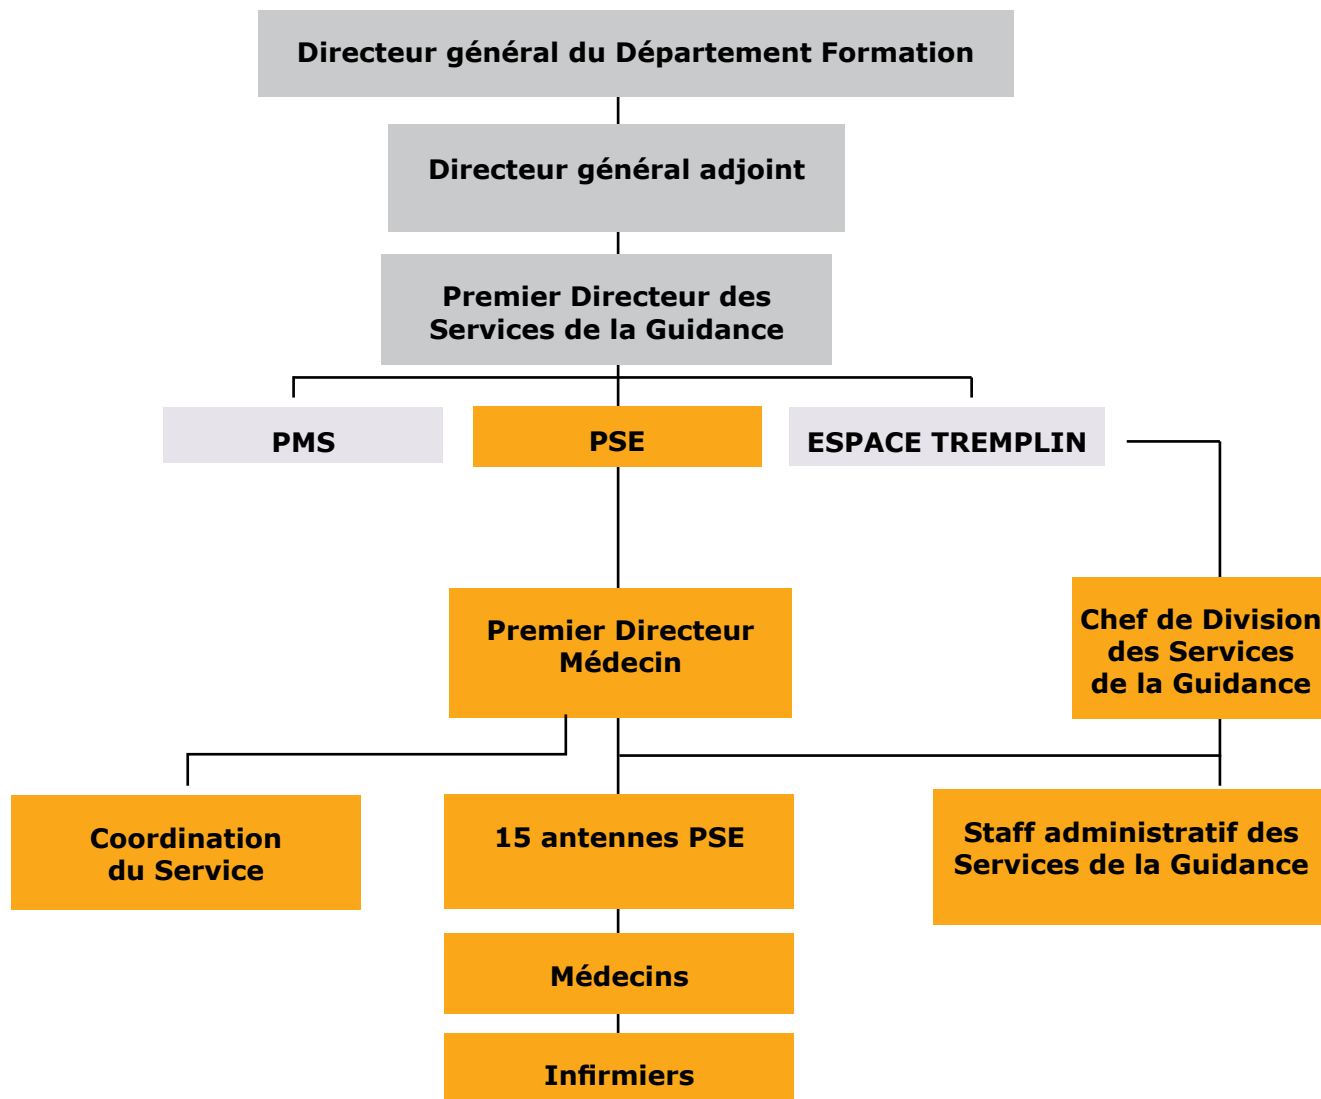 Directeur général du Département Formation
Directeur général adjoint
Premier Directeur des
Services de la Guidance
PMS
PSE
ESPACE TREMPLIN
Premier Directeur
Médecin
Chef de Division
des Services
de la Guidance
Coordination
du Service
15 antennes PSE
Staff administratif des
Services de la Guidance
Médecins
Infirmiers